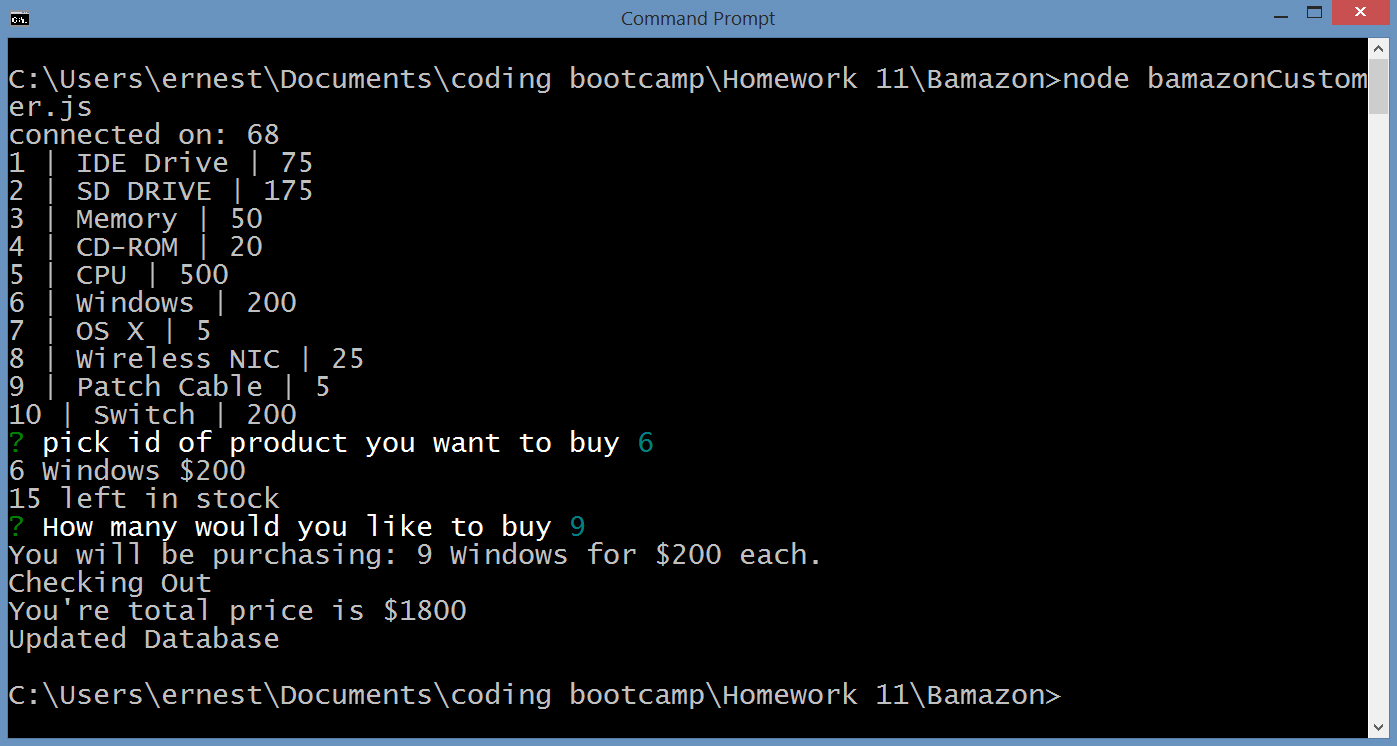 Command Prompt
C:\Users\ernest\Documents\coding bootcamp\Homework 11\Bamazon>node bamazonCustom
er.js
connected on: 68
1 | IDE Drive | 75
2 | SD DRIVE | 175
3 | Memory | 50
4 | CD-ROM | 20
5 | CPU | 500
6 | Windows | 200
7 | OS X | 5
8 | Wireless NIC | 25
9 | Patch Cable | 5
10 | Switch | 200
? pick id of product you want to buy 6
6 Windows $200
15 left in stock
? How many would you like to buy 9
You will be purchasing: 9 Windows for $200 each.
Checking Out
You're total price is $1800
Updated Database
C:\Users\ernest\Documents\coding bootcamp\Homework 11\Bamazon>